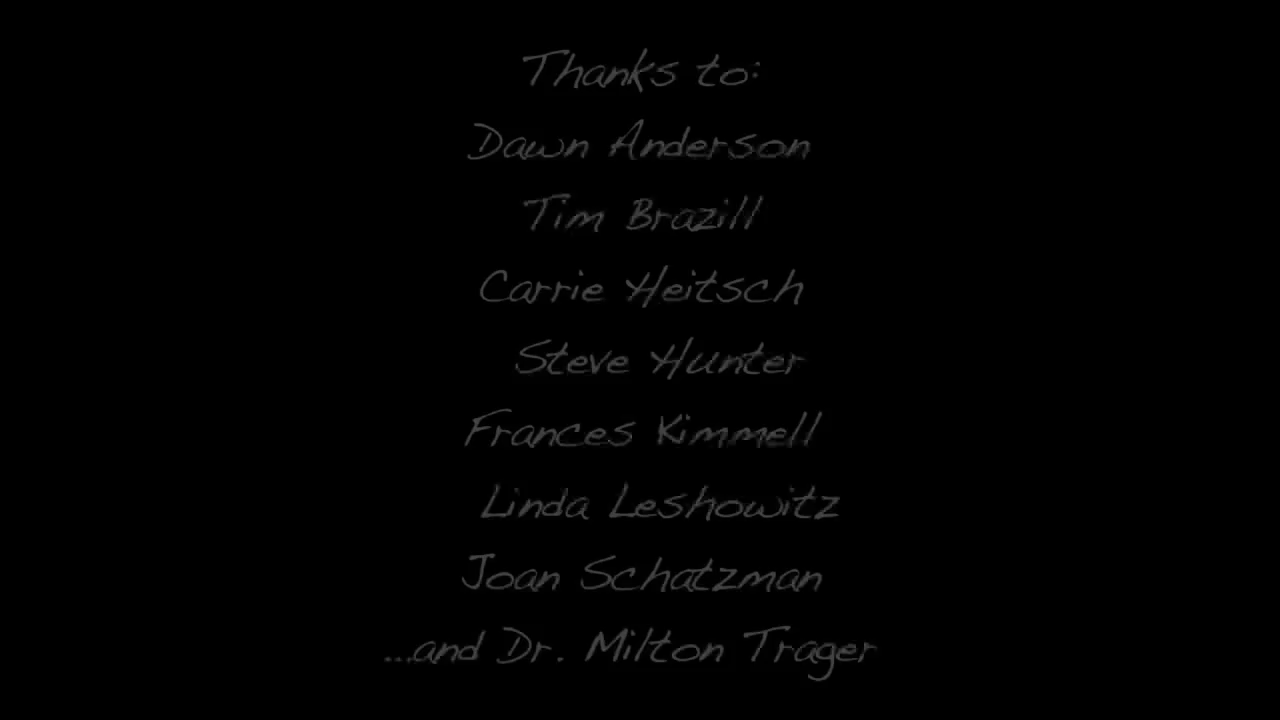 Thanks to:
Dawn Anderson
Tim Brazill
Carrie Heitsch
Steve Hunter
Frances Kimmell
Linda Leshowitz
Joan Schatzman
...and Dr. Milton Trager